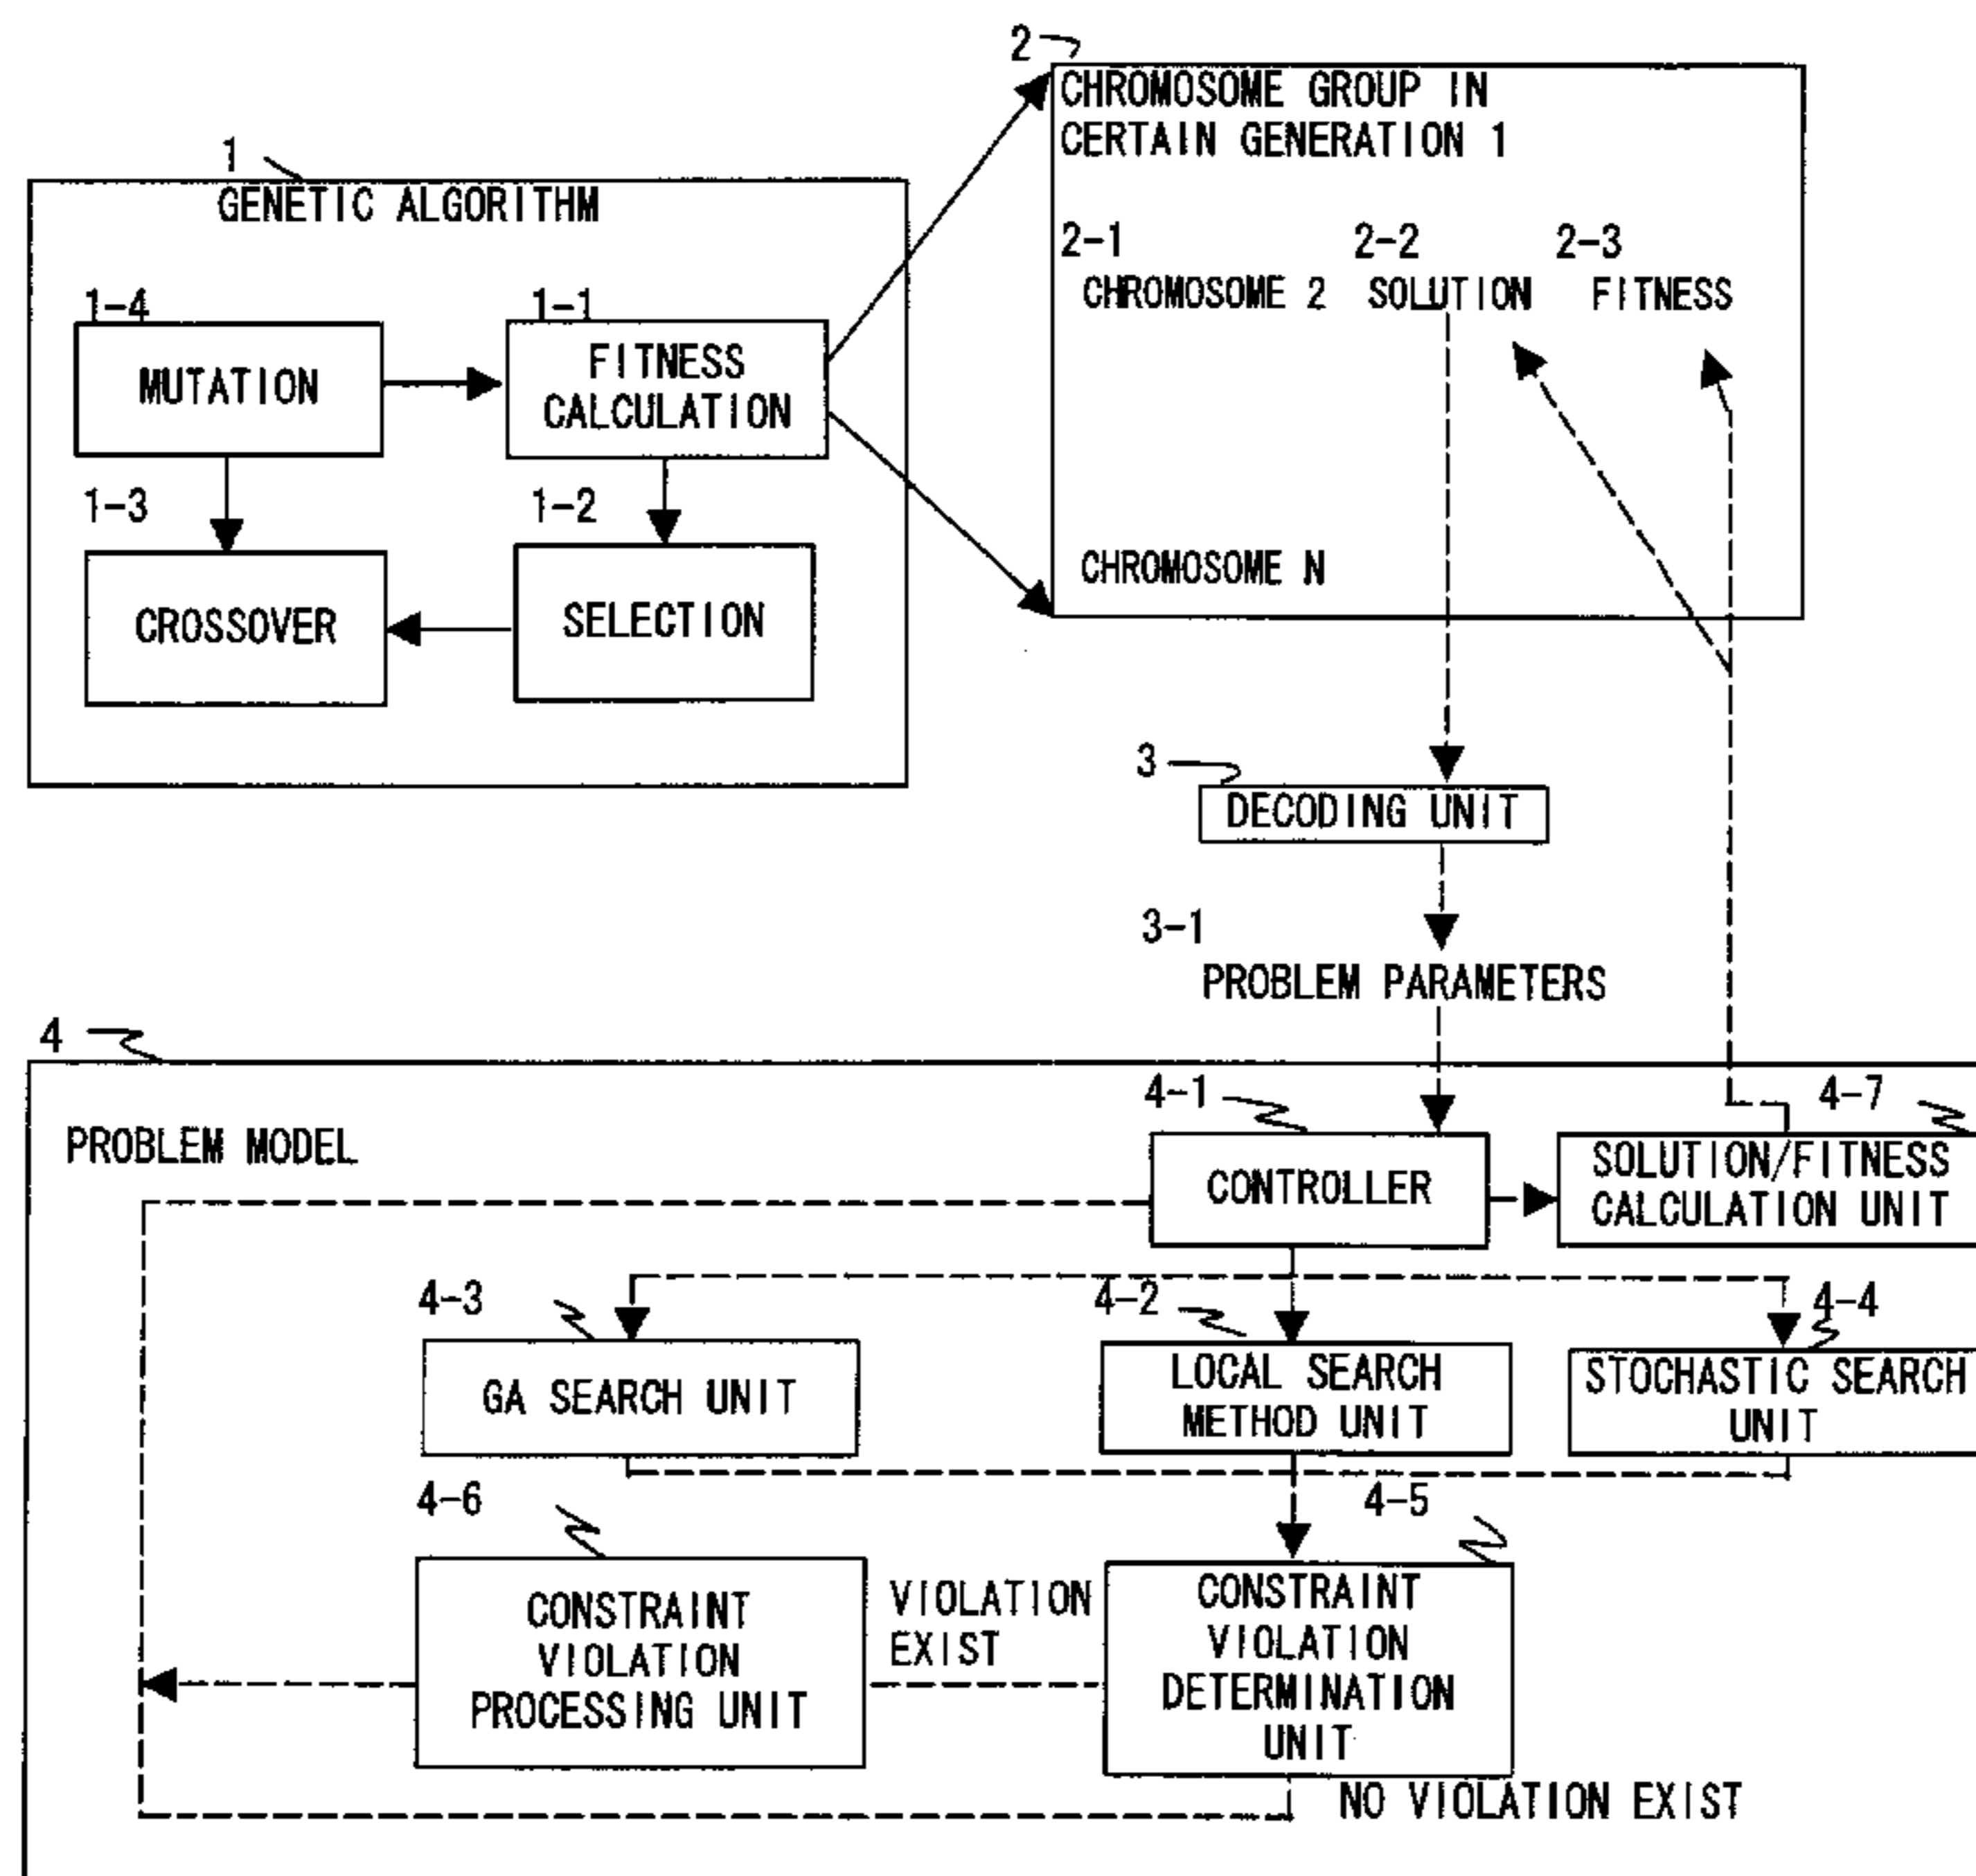 1
GENETIC ALGORITHM
1-4
MUTATION
1-1
FITNESS
CALCULATION
1-3
CROSSOVER
1-2
SELECTION
2
CHROMOSOME GROUP IN
CERTAIN GENERATION 1
2-1
CHROMOSOME 2
2-2
SOLUTION
2-3
FITNESS
CHROMOSOME N
3
DECODING UNIT
3-1
PROBLEM PARAMETERS
4
PROBLEM MODEL
4-1
CONTROLLER
4-7
SOLUTION/FITNESS
CALCULATION UNIT
4-3
GA SEARCH UNIT
4-2
LOCAL SEARCH
METHOD UNIT
4-4
STOCHASTIC SEARCH
UNIT
4-6
CONSTRAINT
VIOLATION
PROCESSING UNIT
VIOLATION
EXIST
4-5
CONSTRAINT
VIOLATION
DETERMINATION
UNIT
NO VIOLATION EXIST